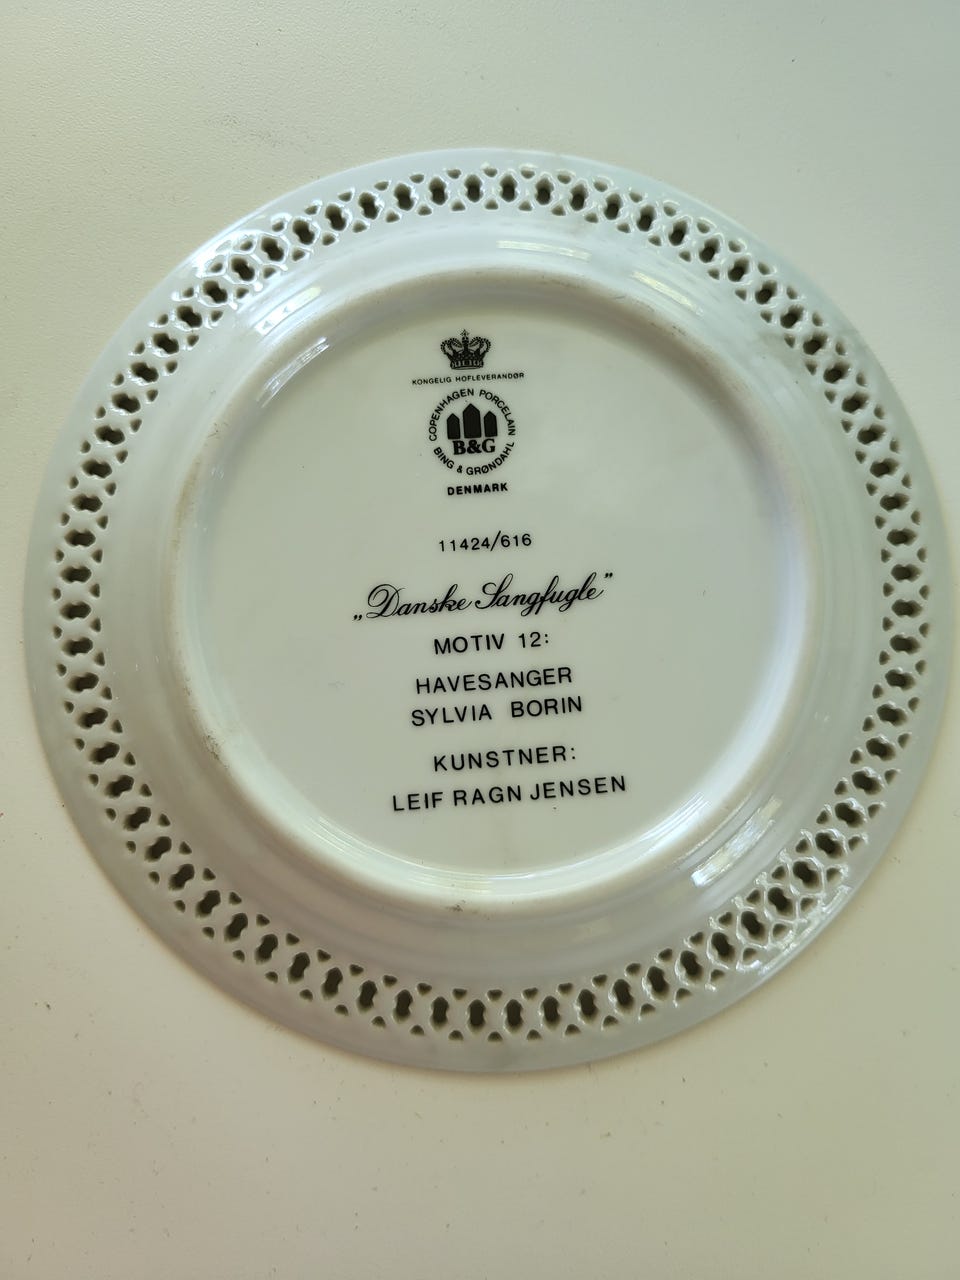 KONGELIG HOFLEVERANDØR
COPENHAGEN PORCELAIN
B&G
BING & GRØNDAHL
DENMARK
11424/616
„Danske Sangfugle”
MOTIV 12:
HAVESANGER
SYLVIA BORIN
KUNSTNER:
LEIF RAGN JENSEN